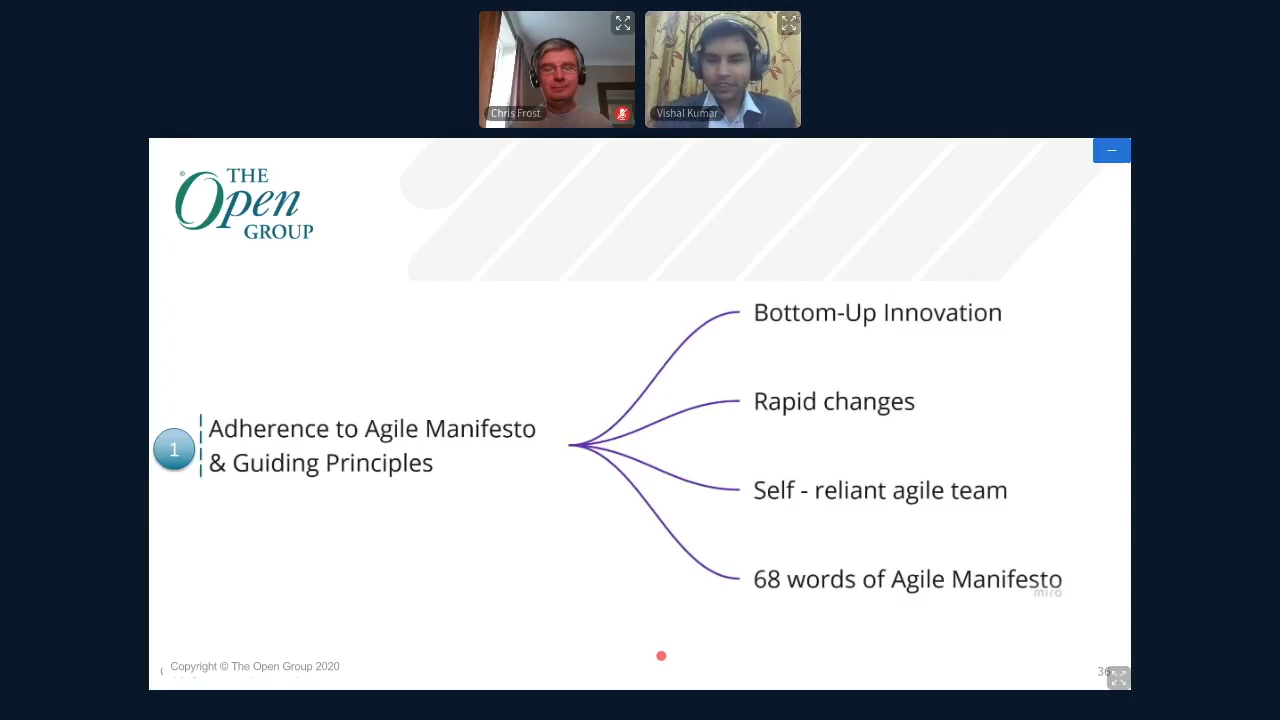 Chris Frost
Vishal Kumar
THE
Open
GROUP
®
Bottom-Up Innovation
Rapid changes
Adherence to Agile Manifesto
1
& Guiding Principles
Self - reliant agile team
68 words of Agile Manifesto
miro
Copyright © The Open Group 2020
36